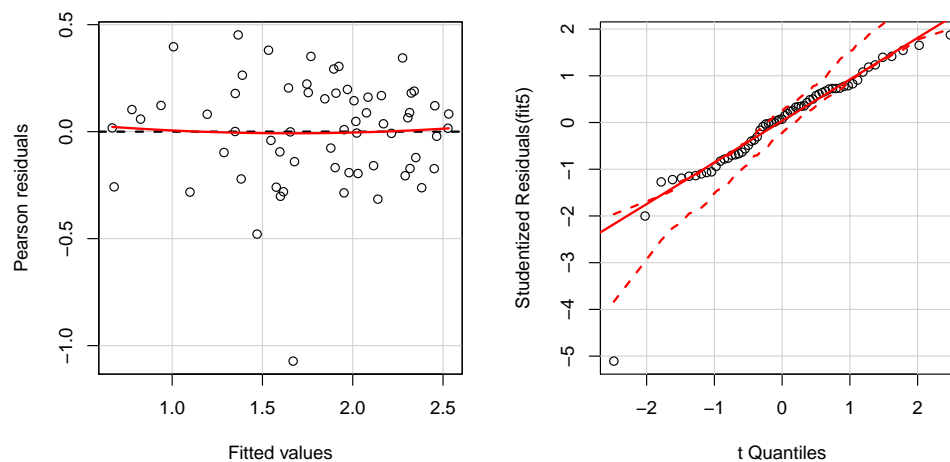 0.5
0.0
−0.5
−1.0
Pearson residuals
1.0 1.5 2.0 2.5
Fitted values
2
1
0
−1
−2
−3
−4
−5
Studentized Residuals(fit5)
−2 −1 0 1 2
t Quantiles